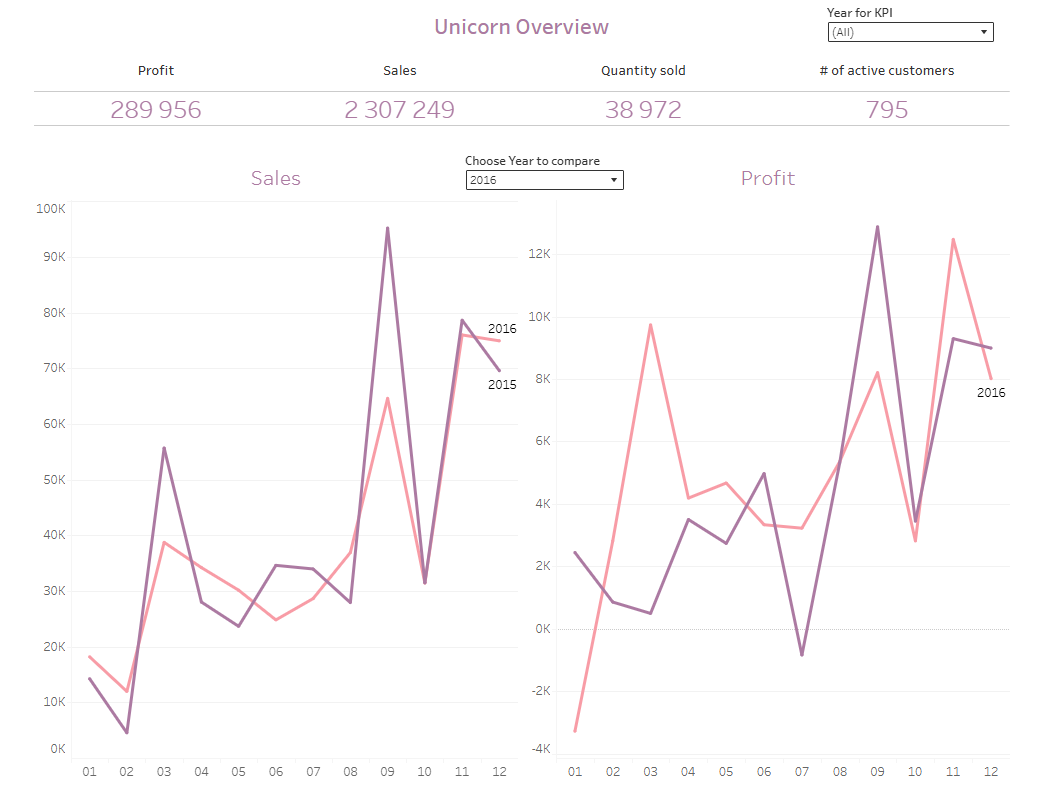 Unicorn Overview
Year for KPI
(All)
Profit Sales Quantity sold # of active customers
289 956 2 307 249 38 972 795
Choose Year to compare
2016
Sales
Profit
100K
90K
80K
70K
60K
50K
40K
30K
20K
10K
0K
2016
2015
01 02 03 04 05 06 07 08 09 10 11 12
12K
10K
8K
6K
4K
2K
0K
-2K
-4K
2016
01 02 03 04 05 06 07 08 09 10 11 12